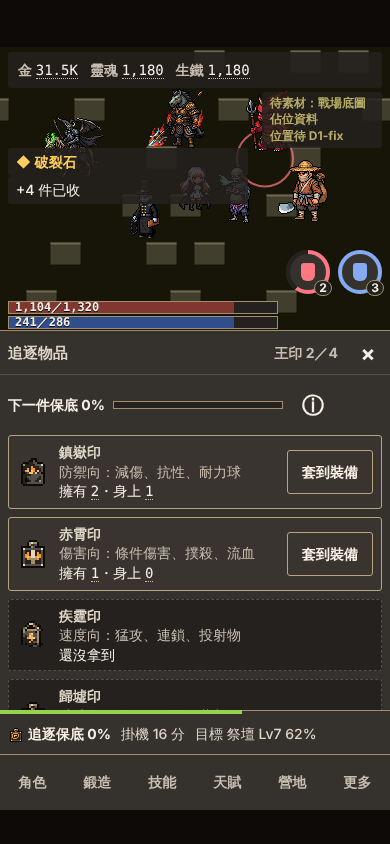 金 31.5K 靈魂 1,180 生鐵 1,180
待素材：戰場底圖
佔位資料
位置待 D1-fix
◆ 破裂石
+4 件已收
2
3
1,104／1,320
241／286
追逐物品
王印 2／4
×
下一件保底 0%
ⓘ
鎮嶽印
防禦向：減傷、抗性、耐力球
擁有 2・身上 1
套到裝備
赤霄印
傷害向：條件傷害、撲殺、流血
擁有 1・身上 0
套到裝備
疾霆印
速度向：猛攻、連鎖、投射物
還沒拿到
歸墟印
追逐保底 0% 掛機 16 分 目標 祭壇 Lv7 62%
角色 鍛造 技能 天賦 營地 更多